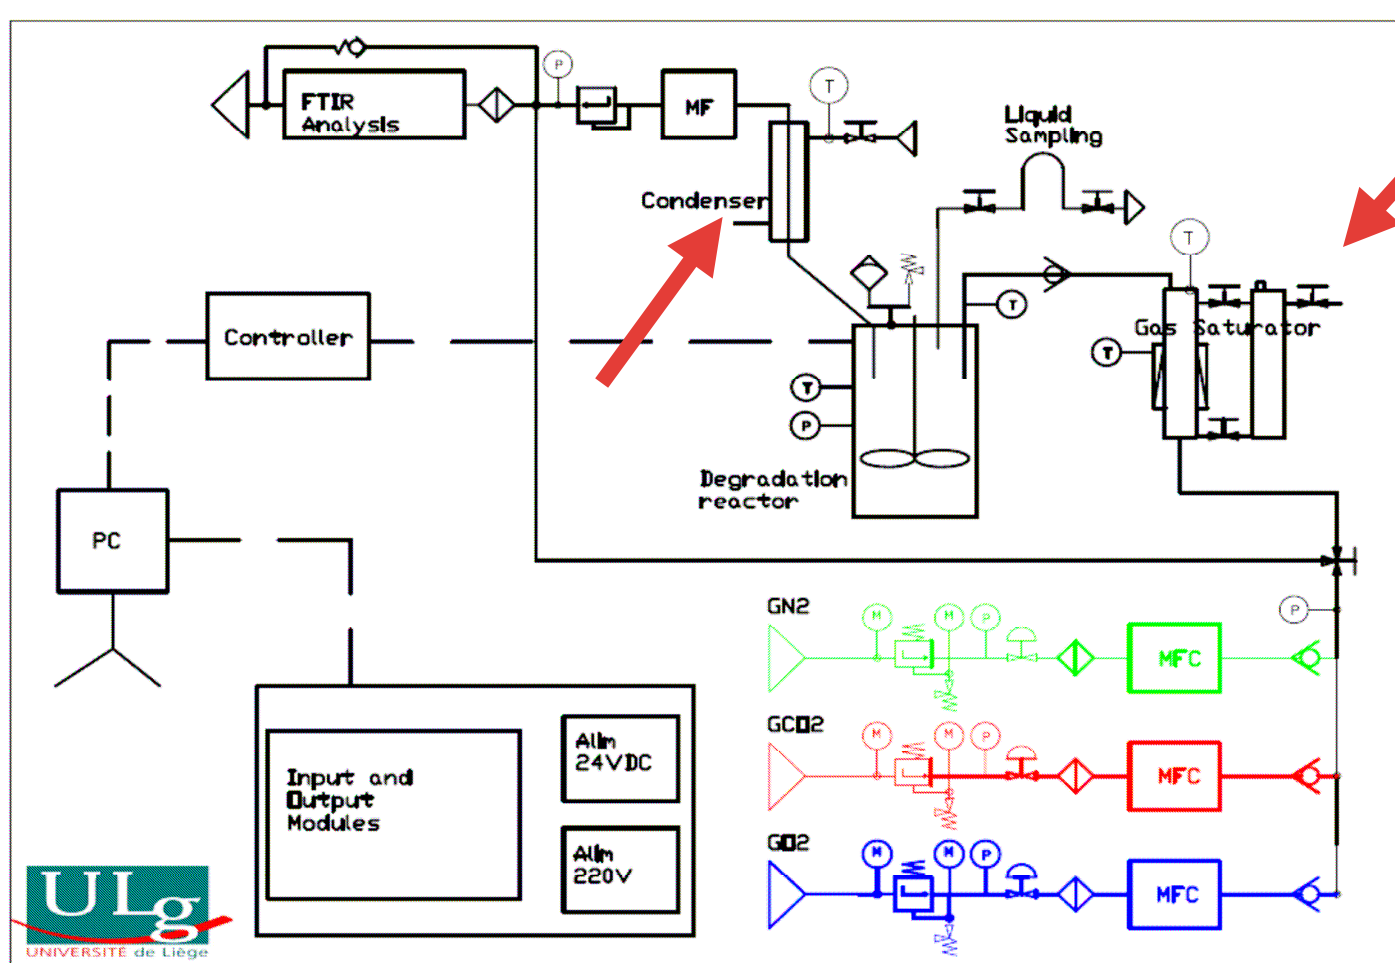 P
FTIR
Analysis
MF
T
Liquid
Sampling
Condenser
T
T
Gas Saturator
Controller
T
T
P
Degradation
reactor
PC
GN2
M
M
P
P
MFC
GCO2
M
M
P
MFC
Alim
24VDC
Input and
Output
Modules
GO2
M
M
P
MFC
Alim
220V
ULg
UNIVERSITÉ de Liège